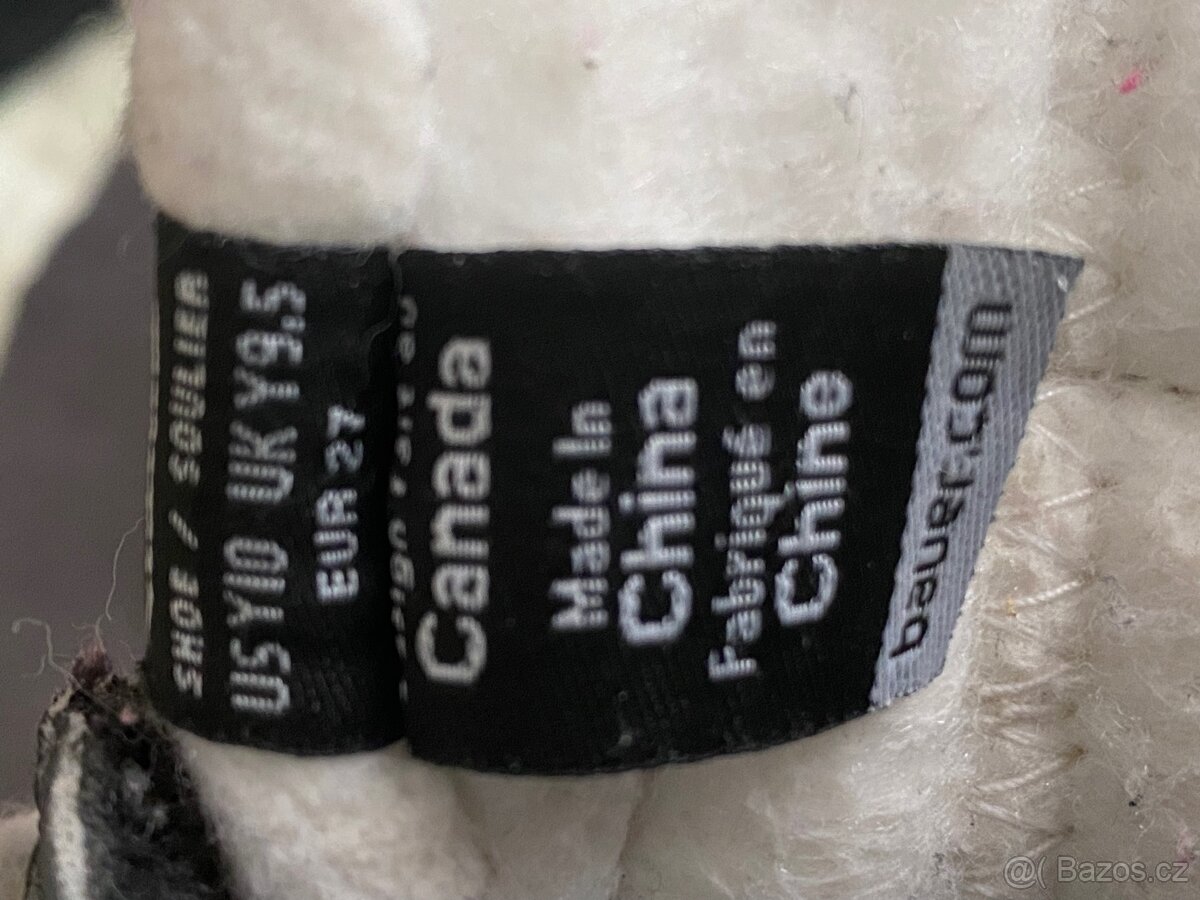 SHOE / SOULIER
US Y10 UK Y9.5
EUR 27
Canada
Made In
China
Fabriqué en
Chine
bauer.com
@( Bazos.cz